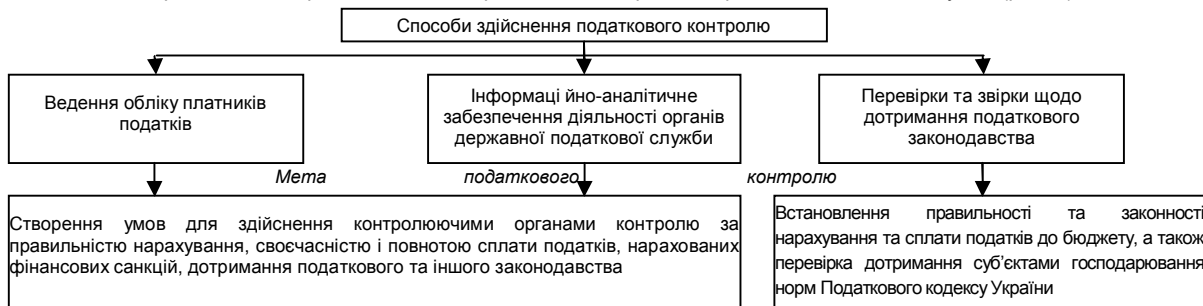 Способи здійснення податкового контролю
Ведення обліку платників
податків
Інформаці йно-аналітичне
забезпечення діяльності органів
державної податкової служби
Перевірки та звірки щодо
дотримання податкового
законодавства
Мета податкового контролю
Створення умов для здійснення контролюючими органами контролю за
правильністю нарахування, своєчасністю і повнотою сплати податків, нарахованих
фінансових санкцій, дотримання податкового та іншого законодавства
Встановлення правильності та законності
нарахування та сплати податків до бюджету, а також
перевірка дотримання суб’єктами господарювання
норм Податкового кодексу України